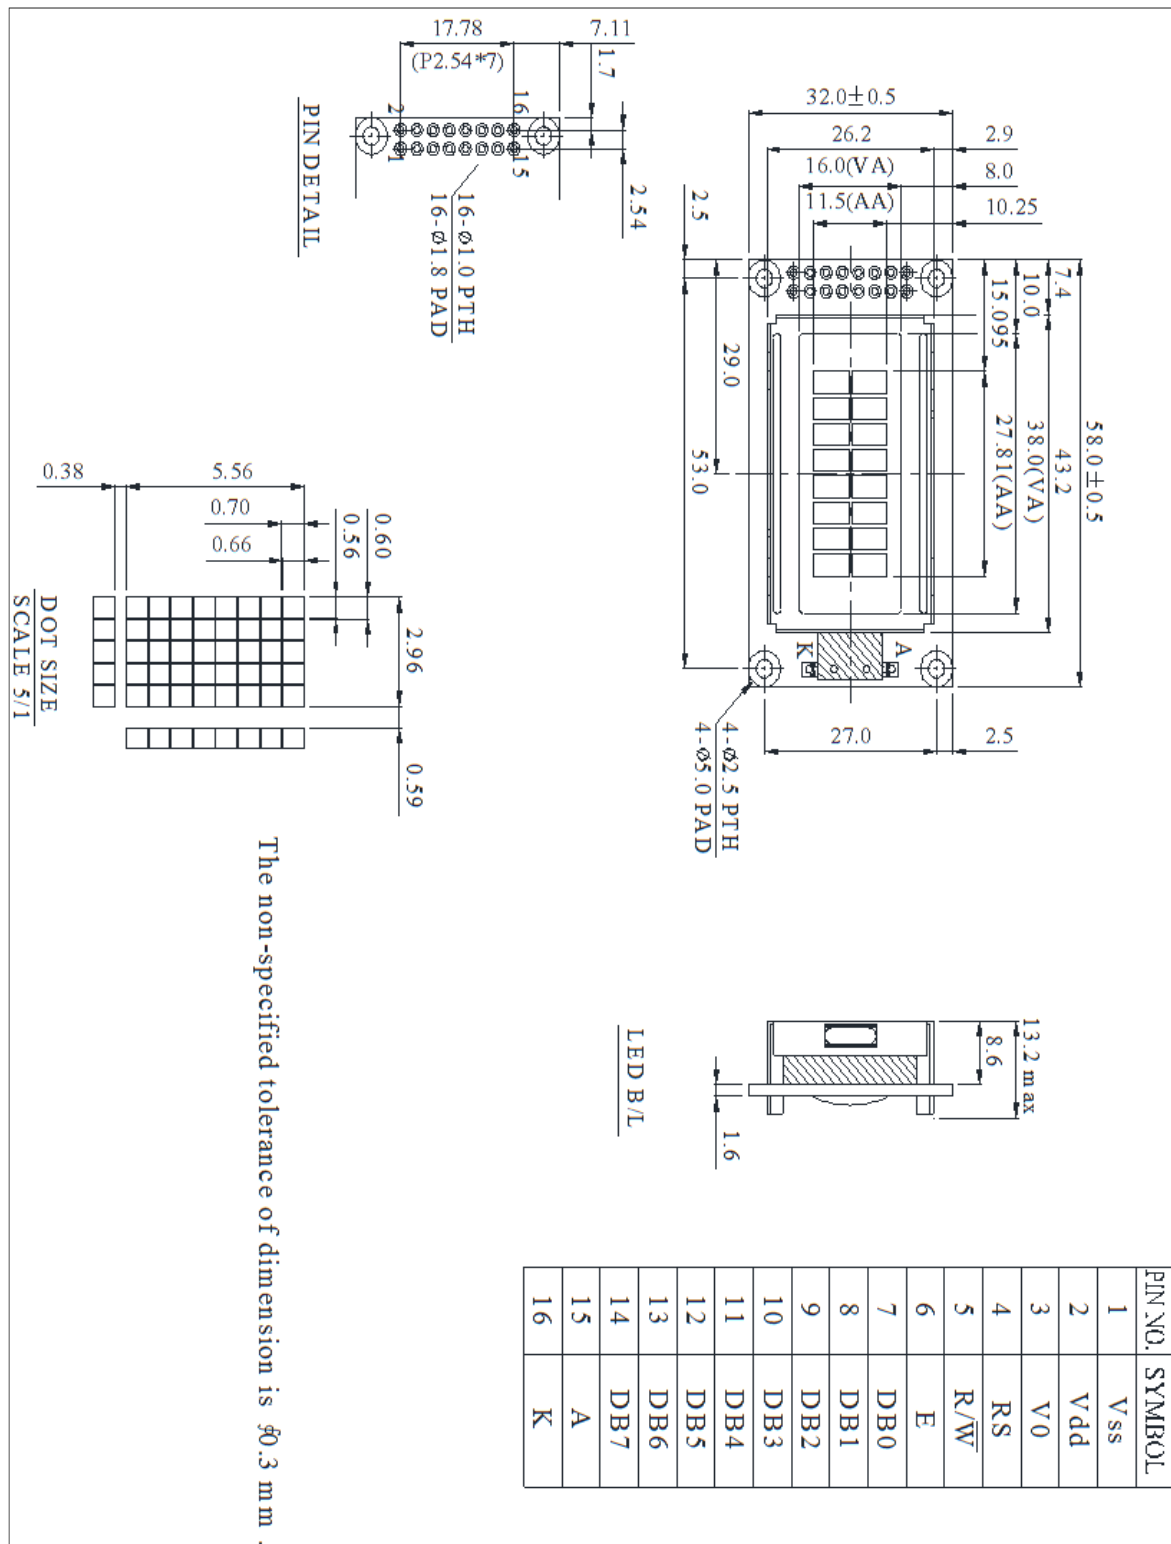 58.0±0.5
43.2
38.0(VA)
27.81(AA)
7.4
10.0
15.095
32.0±0.5
26.2
16.0(VA)
11.5(AA)
2.9
8.0
10.25
2.5
29.0
53.0
A
K
27.0
2.5
4-ø2.5 PTH
4-ø5.0 PAD
17.78
(P2.54*7)
7.11
1.7
2.54
2
16
1
15
16-ø1.0 PTH
16-ø1.8 PAD
PIN DETAIL
13.2 max
8.6
1.6
LED B/L
0.38
5.56
0.70
0.66
0.60
0.56
2.96
0.59
DOT SIZE
SCALE 5/1
PIN NO. SYMBOL
1 Vss
2 Vdd
3 V0
4 RS
5 R/W̅
6 E
7 DB0
8 DB1
9 DB2
10 DB3
11 DB4
12 DB5
13 DB6
14 DB7
15 A
16 K
The non-specified tolerance of dimension is 0.3 mm .